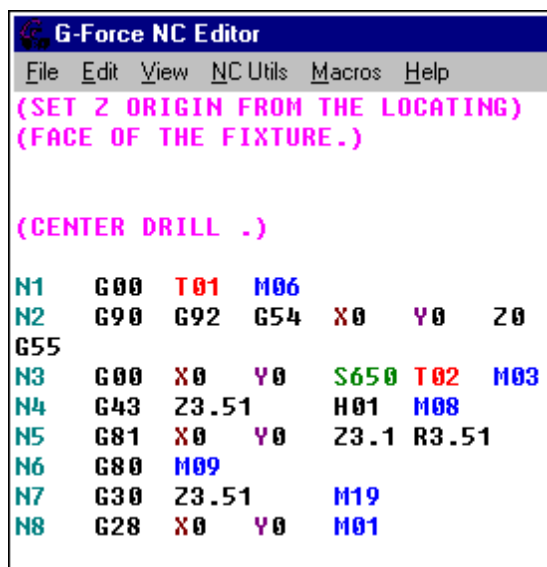 G-Force NC Editor
File Edit View NC Utils Macros Help
(SET Z ORIGIN FROM THE LOCATING)
(FACE OF THE FIXTURE.)
(CENTER DRILL .)
N1 G00 T01 M06
N2 G90 G92 G54 X0 Y0 Z0
G55
N3 G00 X0 Y0 S650 T02 M03
N4 G43 Z3.51 H01 M08
N5 G81 X0 Y0 Z3.1 R3.51
N6 G80 M09
N7 G30 Z3.51 M19
N8 G28 X0 Y0 M01